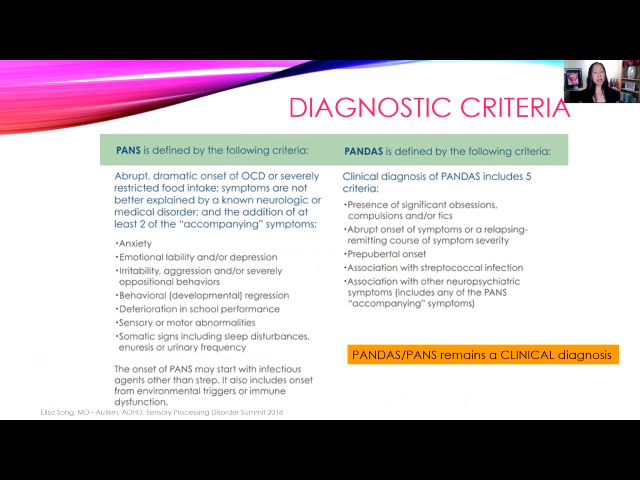 DIAGNOSTIC CRITERIA
PANS is defined by the following criteria:
Abrupt, dramatic onset of OCD or severely
restricted food intake; symptoms are not
better explained by a known neurologic or
medical disorder; and the addition of at
least 2 of the “accompanying” symptoms:
•Anxiety
•Emotional lability and/or depression
•Irritability, aggression and/or severely
oppositional behaviors
•Behavioral (developmental) regression
•Deterioration in school performance
•Sensory or motor abnormalities
•Somatic signs including sleep disturbances,
enuresis or urinary frequency
The onset of PANS may start with infectious
agents other than strep. It also includes onset
from environmental triggers or immune
dysfunction.
PANDAS is defined by the following criteria:
Clinical diagnosis of PANDAS includes 5
criteria:
•Presence of significant obsessions,
compulsions and/or tics
•Abrupt onset of symptoms or a relapsing-
remitting course of symptom severity
•Prepubertal onset
•Association with streptococcal infection
•Association with other neuropsychiatric
symptoms (includes any of the PANS
“accompanying” symptoms)
PANDAS/PANS remains a CLINICAL diagnosis
Elisa Song, MD – Autism, ADHD, Sensory Processing Disorder Summit 2018